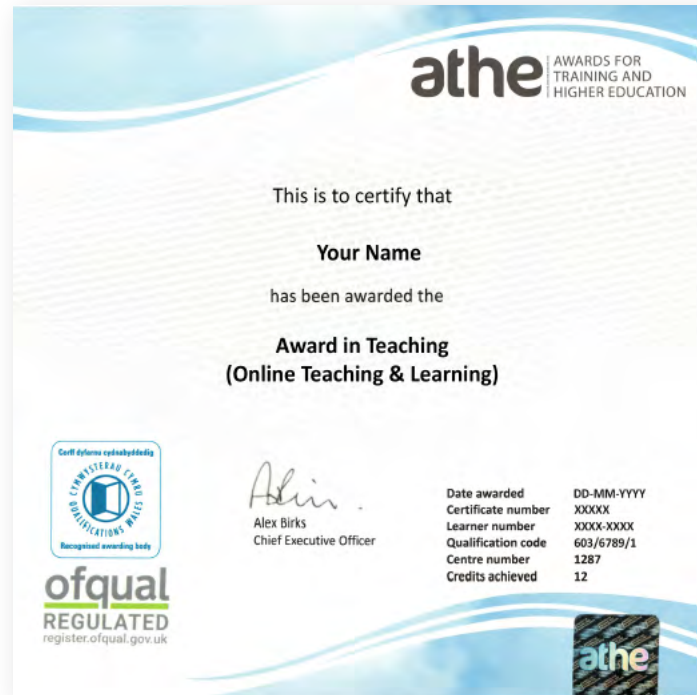 athe
AWARDS FOR
TRAINING AND
HIGHER EDUCATION
This is to certify that
Your Name
has been awarded the
Award in Teaching
(Online Teaching & Learning)
Corff dyfarnu cydnabyddedig
CYMWYSTERAU CYMRU
QUALIFICATIONS WALES
Recognised awarding body
ofqual
REGULATED
register.ofqual.gov.uk
Alex Birks
Chief Executive Officer
Date awarded DD-MM-YYYY
Certificate number XXXXX
Learner number XXXX-XXXX
Qualification code 603/6789/1
Centre number 1287
Credits achieved 12
athe